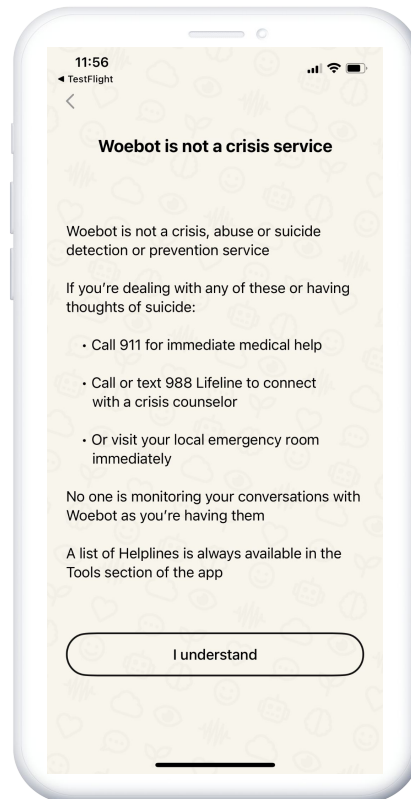 11:56
◀ TestFlight
Woebot is not a crisis service
Woebot is not a crisis, abuse or suicide
detection or prevention service
If you’re dealing with any of these or having
thoughts of suicide:
• Call 911 for immediate medical help
• Call or text 988 Lifeline to connect
with a crisis counselor
• Or visit your local emergency room
immediately
No one is monitoring your conversations with
Woebot as you’re having them
A list of Helplines is always available in the
Tools section of the app
I understand